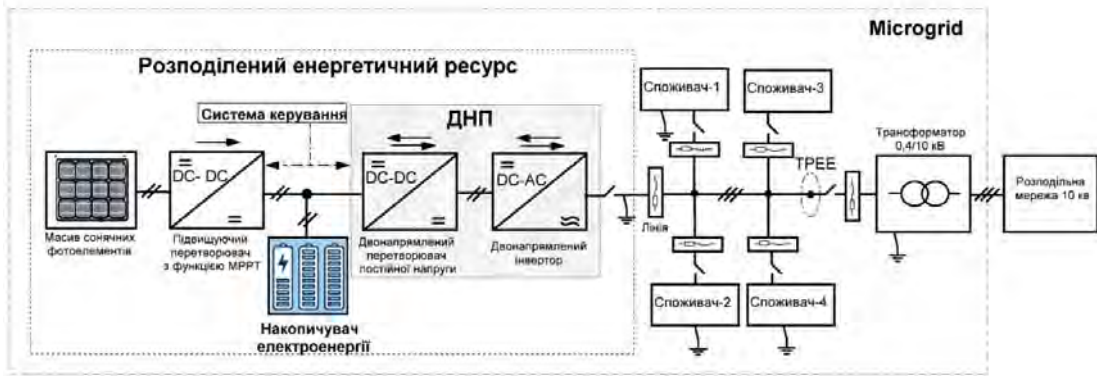 Microgrid
Розподілений енергетичний ресурс
Система керування
ДНП
DC- DC
DC-DC
DC-AC
Масив сонячних
фотоелементів
Підвищуючий
перетворювач
з функцією MPPT
Накопичувач
електроенергії
Двонапрямлений
перетворювач
постійної напруги
Двонапрямлений
інвертор
Лінія
Споживач-1
Споживач-3
Споживач-2
Споживач-4
ТРЕЕ
Трансформатор
0,4/10 кВ
Розподільна
мережа 10 кв